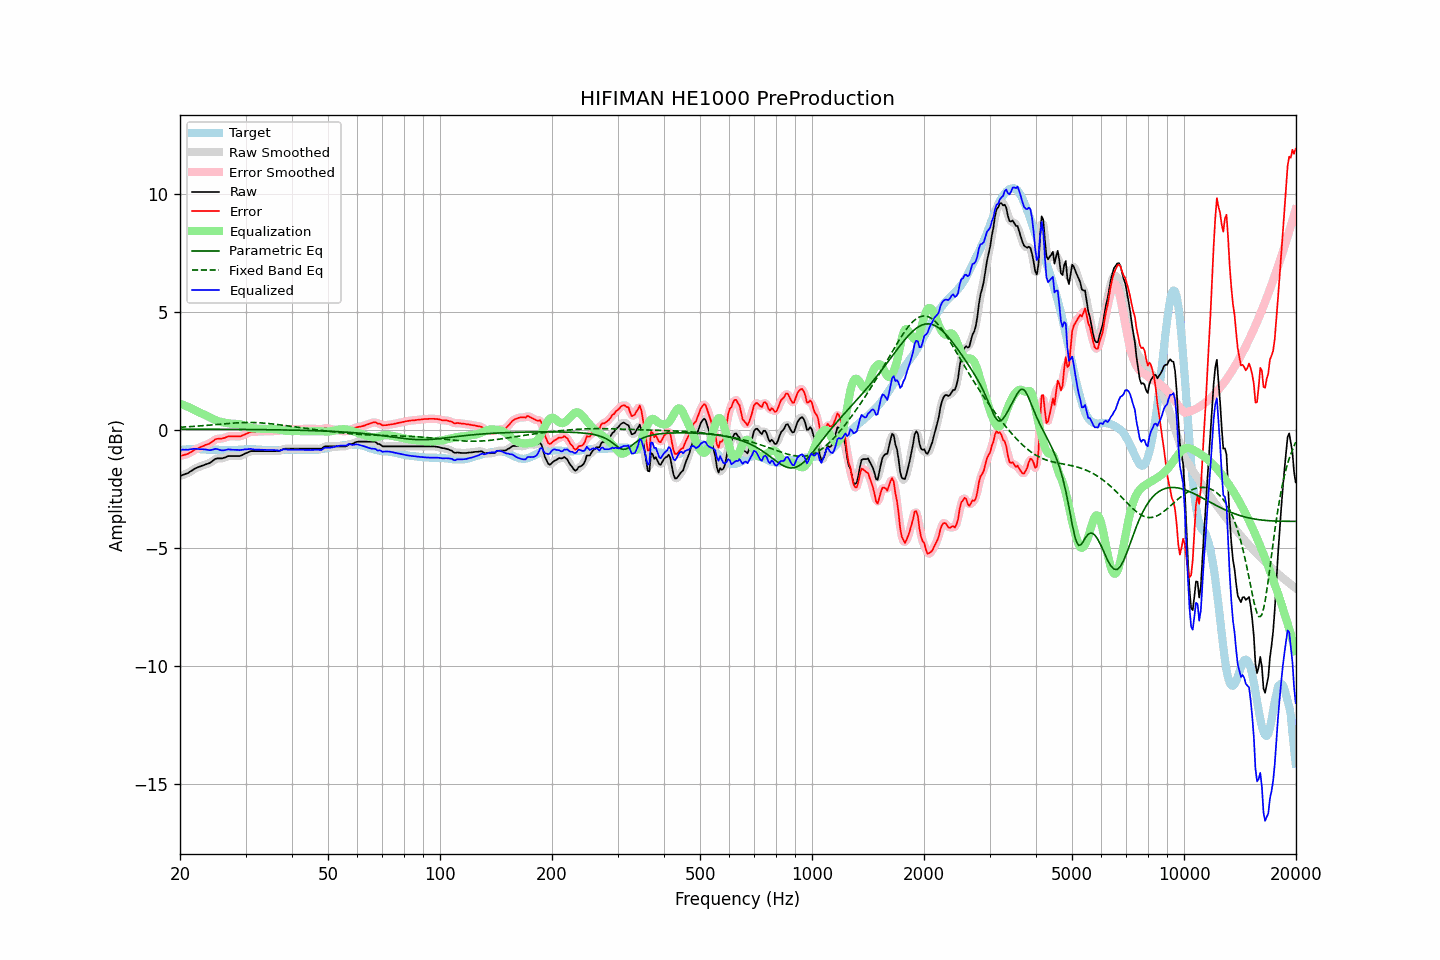 HIFIMAN HE1000 PreProduction
Target
Raw Smoothed
Error Smoothed
Raw
Error
Equalization
Parametric Eq
Fixed Band Eq
Equalized
10
5
0
−5
−10
−15
Amplitude (dBr)
20 50 100 200 500 1000 2000 5000 10000 20000
Frequency (Hz)